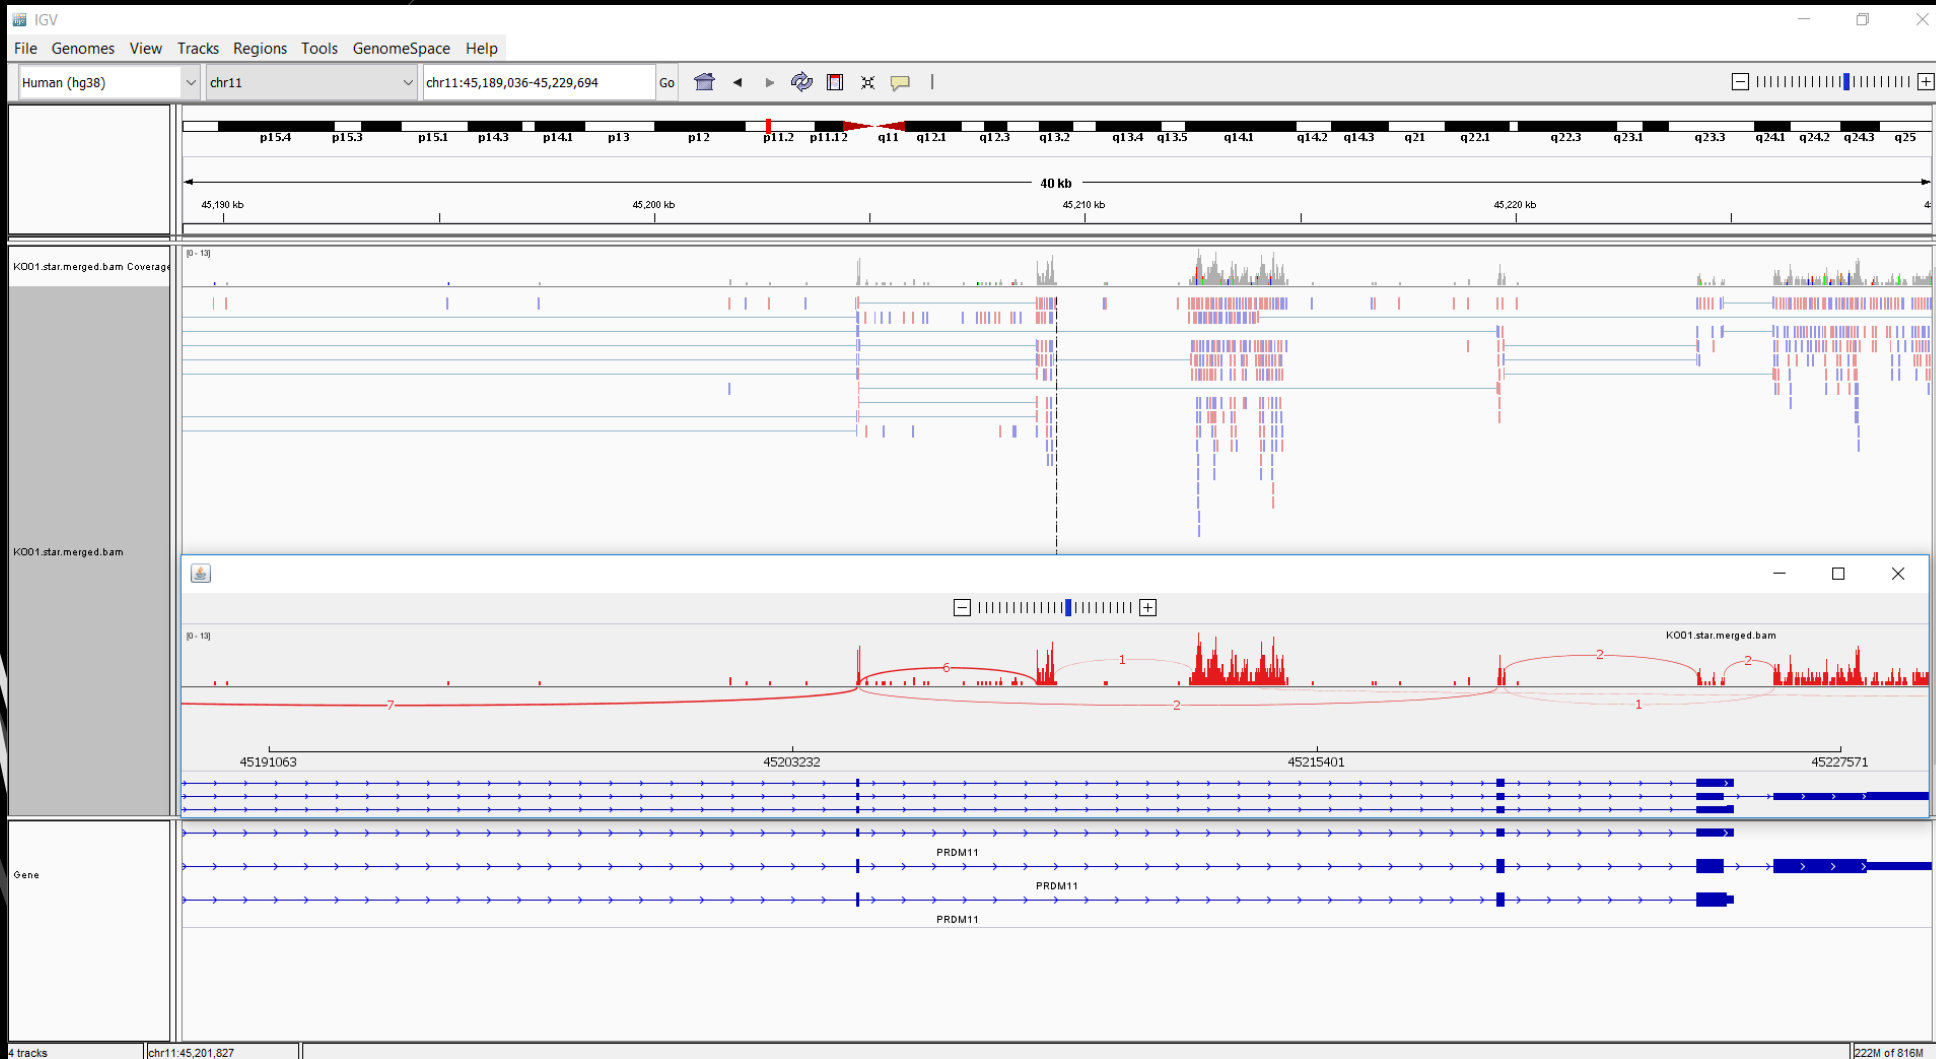 IGV
File Genomes View Tracks Regions Tools GenomeSpace Help
Human (hg38) chr11 chr11:45,189,036-45,229,694 Go
p15.4 p15.3 p15.1 p14.3 p14.1 p13 p12 p11.2 p11.12 q11 q12.1 q12.3 q13.2 q13.4 q13.5 q14.1 q14.2 q14.3 q21 q22.1 q22.3 q23.1 q23.3 q24.1 q24.2 q24.3 q25
40 kb
45,190 kb 45,200 kb 45,210 kb 45,220 kb
[0 - 13]
KO01.star.merged.bam Coverage
KO01.star.merged.bam
[0 - 13] KO01.star.merged.bam
6 1 2 2
7 2 1
45191063 45203232 45215401 45227571
PRDM11
Gene
PRDM11
PRDM11
4 tracks chr11:45,201,827 222M of 816M